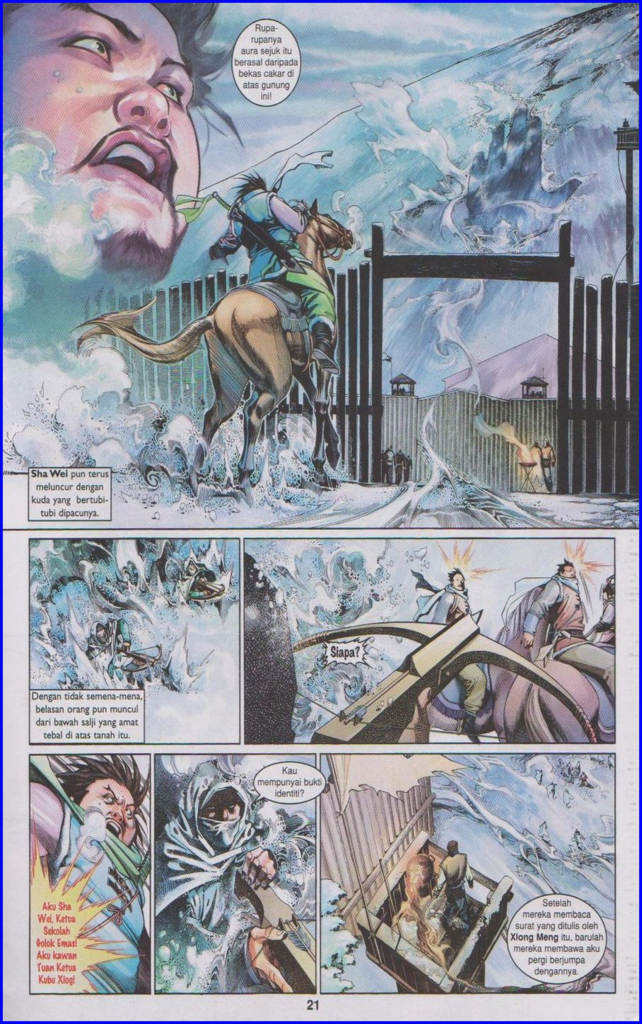 Rupa-
rupanya
aura sejuk itu
berasal daripada
bekas cakar di
atas gunung
ini!
Sha Wei pun terus
meluncur dengan
kuda yang bertubi-
tubi dipacunya.
Dengan tidak semena-mena,
belasan orang pun muncul
dari bawah salji yang amat
tebal di atas tanah itu.
Siapa?
Aku Sha
Wei, Ketua
Sekolah
Golok Emas!
Aku kawan
Tuan Ketua
Kubu Xiogi
Kau
mempunyai bukti
identiti?
Setelah
mereka membaca
surat yang ditulis oleh
Xiong Meng itu, barulah
mereka membawa aku
pergi berjumpa
dengannya.
21